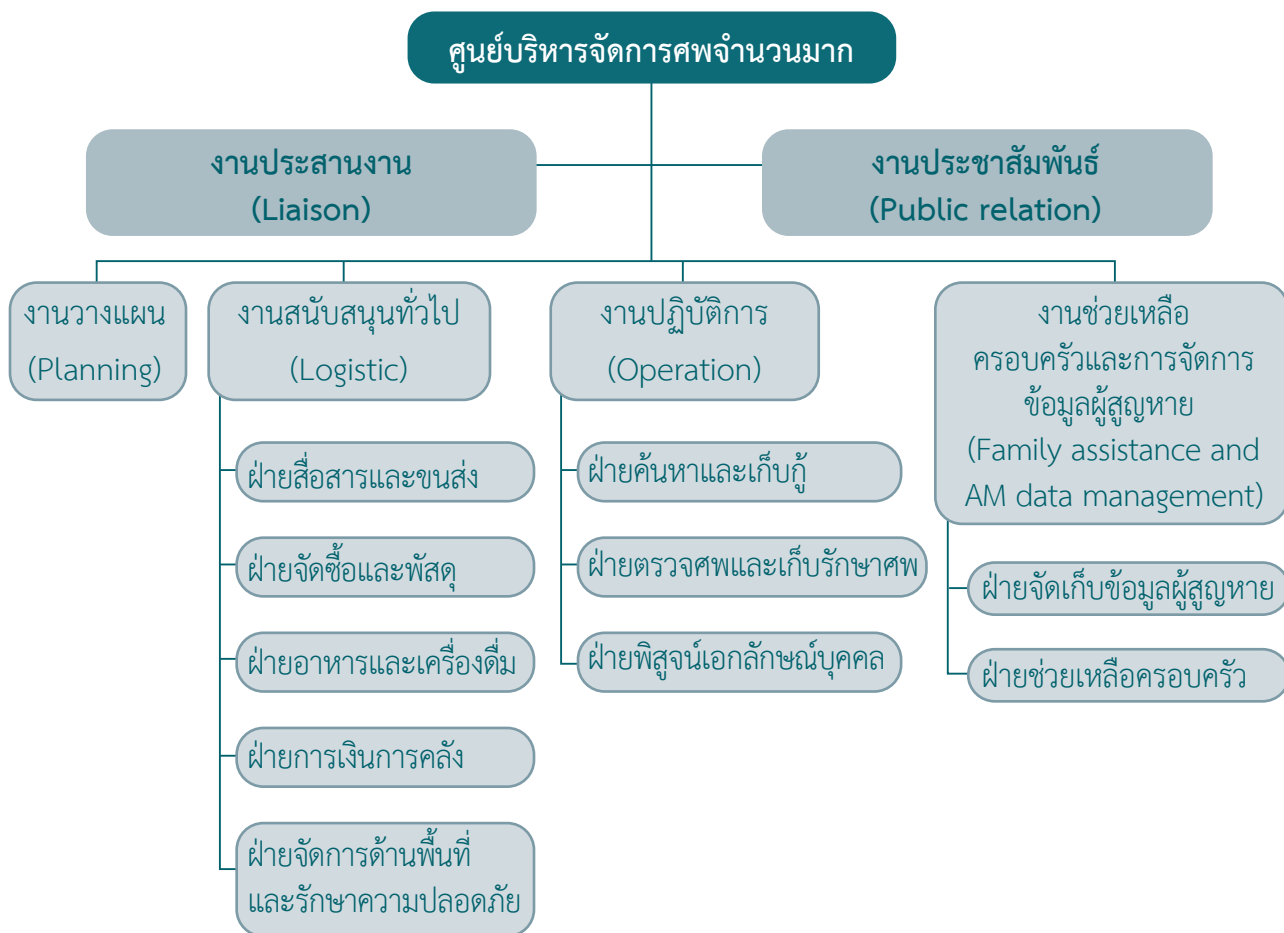 ศูนย์บริหารจัดการศพจำนวนมาก
งานประสานงาน
(Liaison)
งานประชาสัมพันธ์
(Public relation)
งานวางแผน
(Planning)
งานสนับสนุนทั่วไป
(Logistic)
ฝ่ายสื่อสารและขนส่ง
ฝ่ายจัดซื้อและพัสดุ
ฝ่ายอาหารและเครื่องดื่ม
ฝ่ายการเงินการคลัง
ฝ่ายจัดการด้านพื้นที่
และรักษาความปลอดภัย
งานปฏิบัติการ
(Operation)
ฝ่ายค้นหาและเก็บกู้
ฝ่ายตรวจศพและเก็บรักษาศพ
ฝ่ายพิสูจน์เอกลักษณ์บุคคล
งานช่วยเหลือ
ครอบครัวและการจัดการ
ข้อมูลผู้สูญหาย
(Family assistance and
AM data management)
ฝ่ายจัดเก็บข้อมูลผู้สูญหาย
ฝ่ายช่วยเหลือครอบครัว